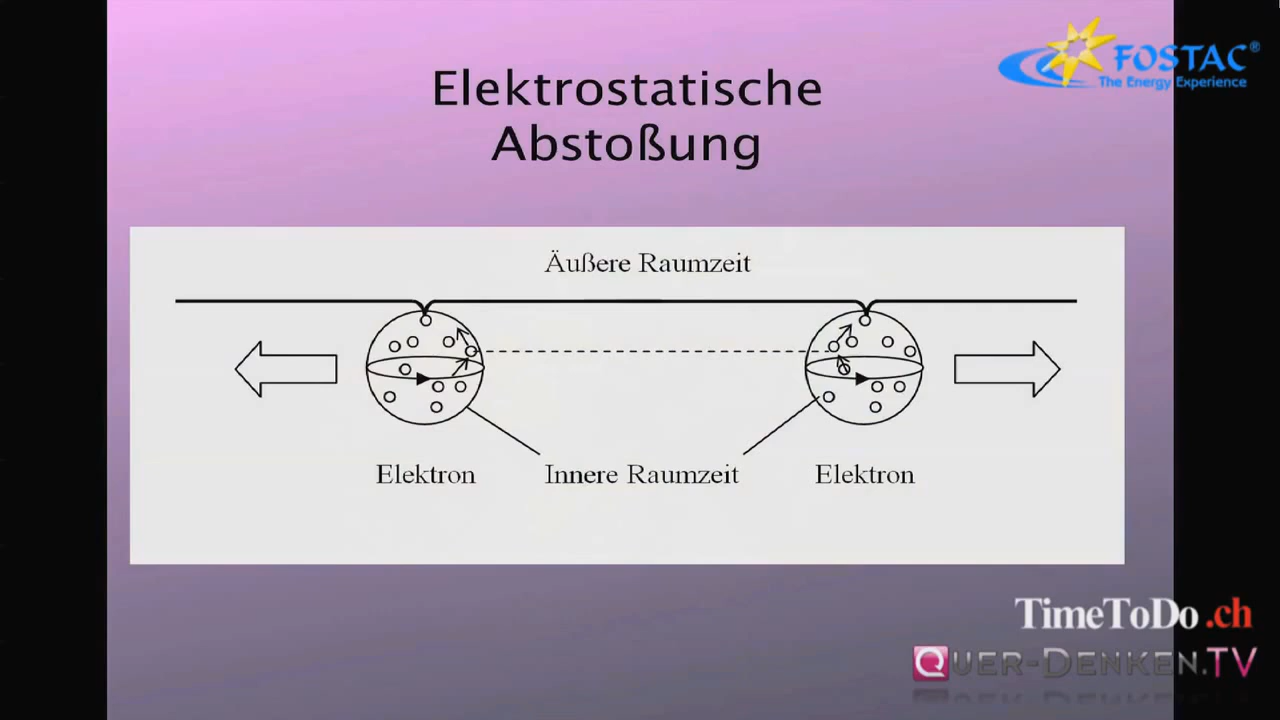 FOSTAC®
The Energy Experience
Elektrostatische
Abstoßung
Äußere Raumzeit
Elektron
Innere Raumzeit
Elektron
TimeToDo.ch
QUER-DENKEN.TV